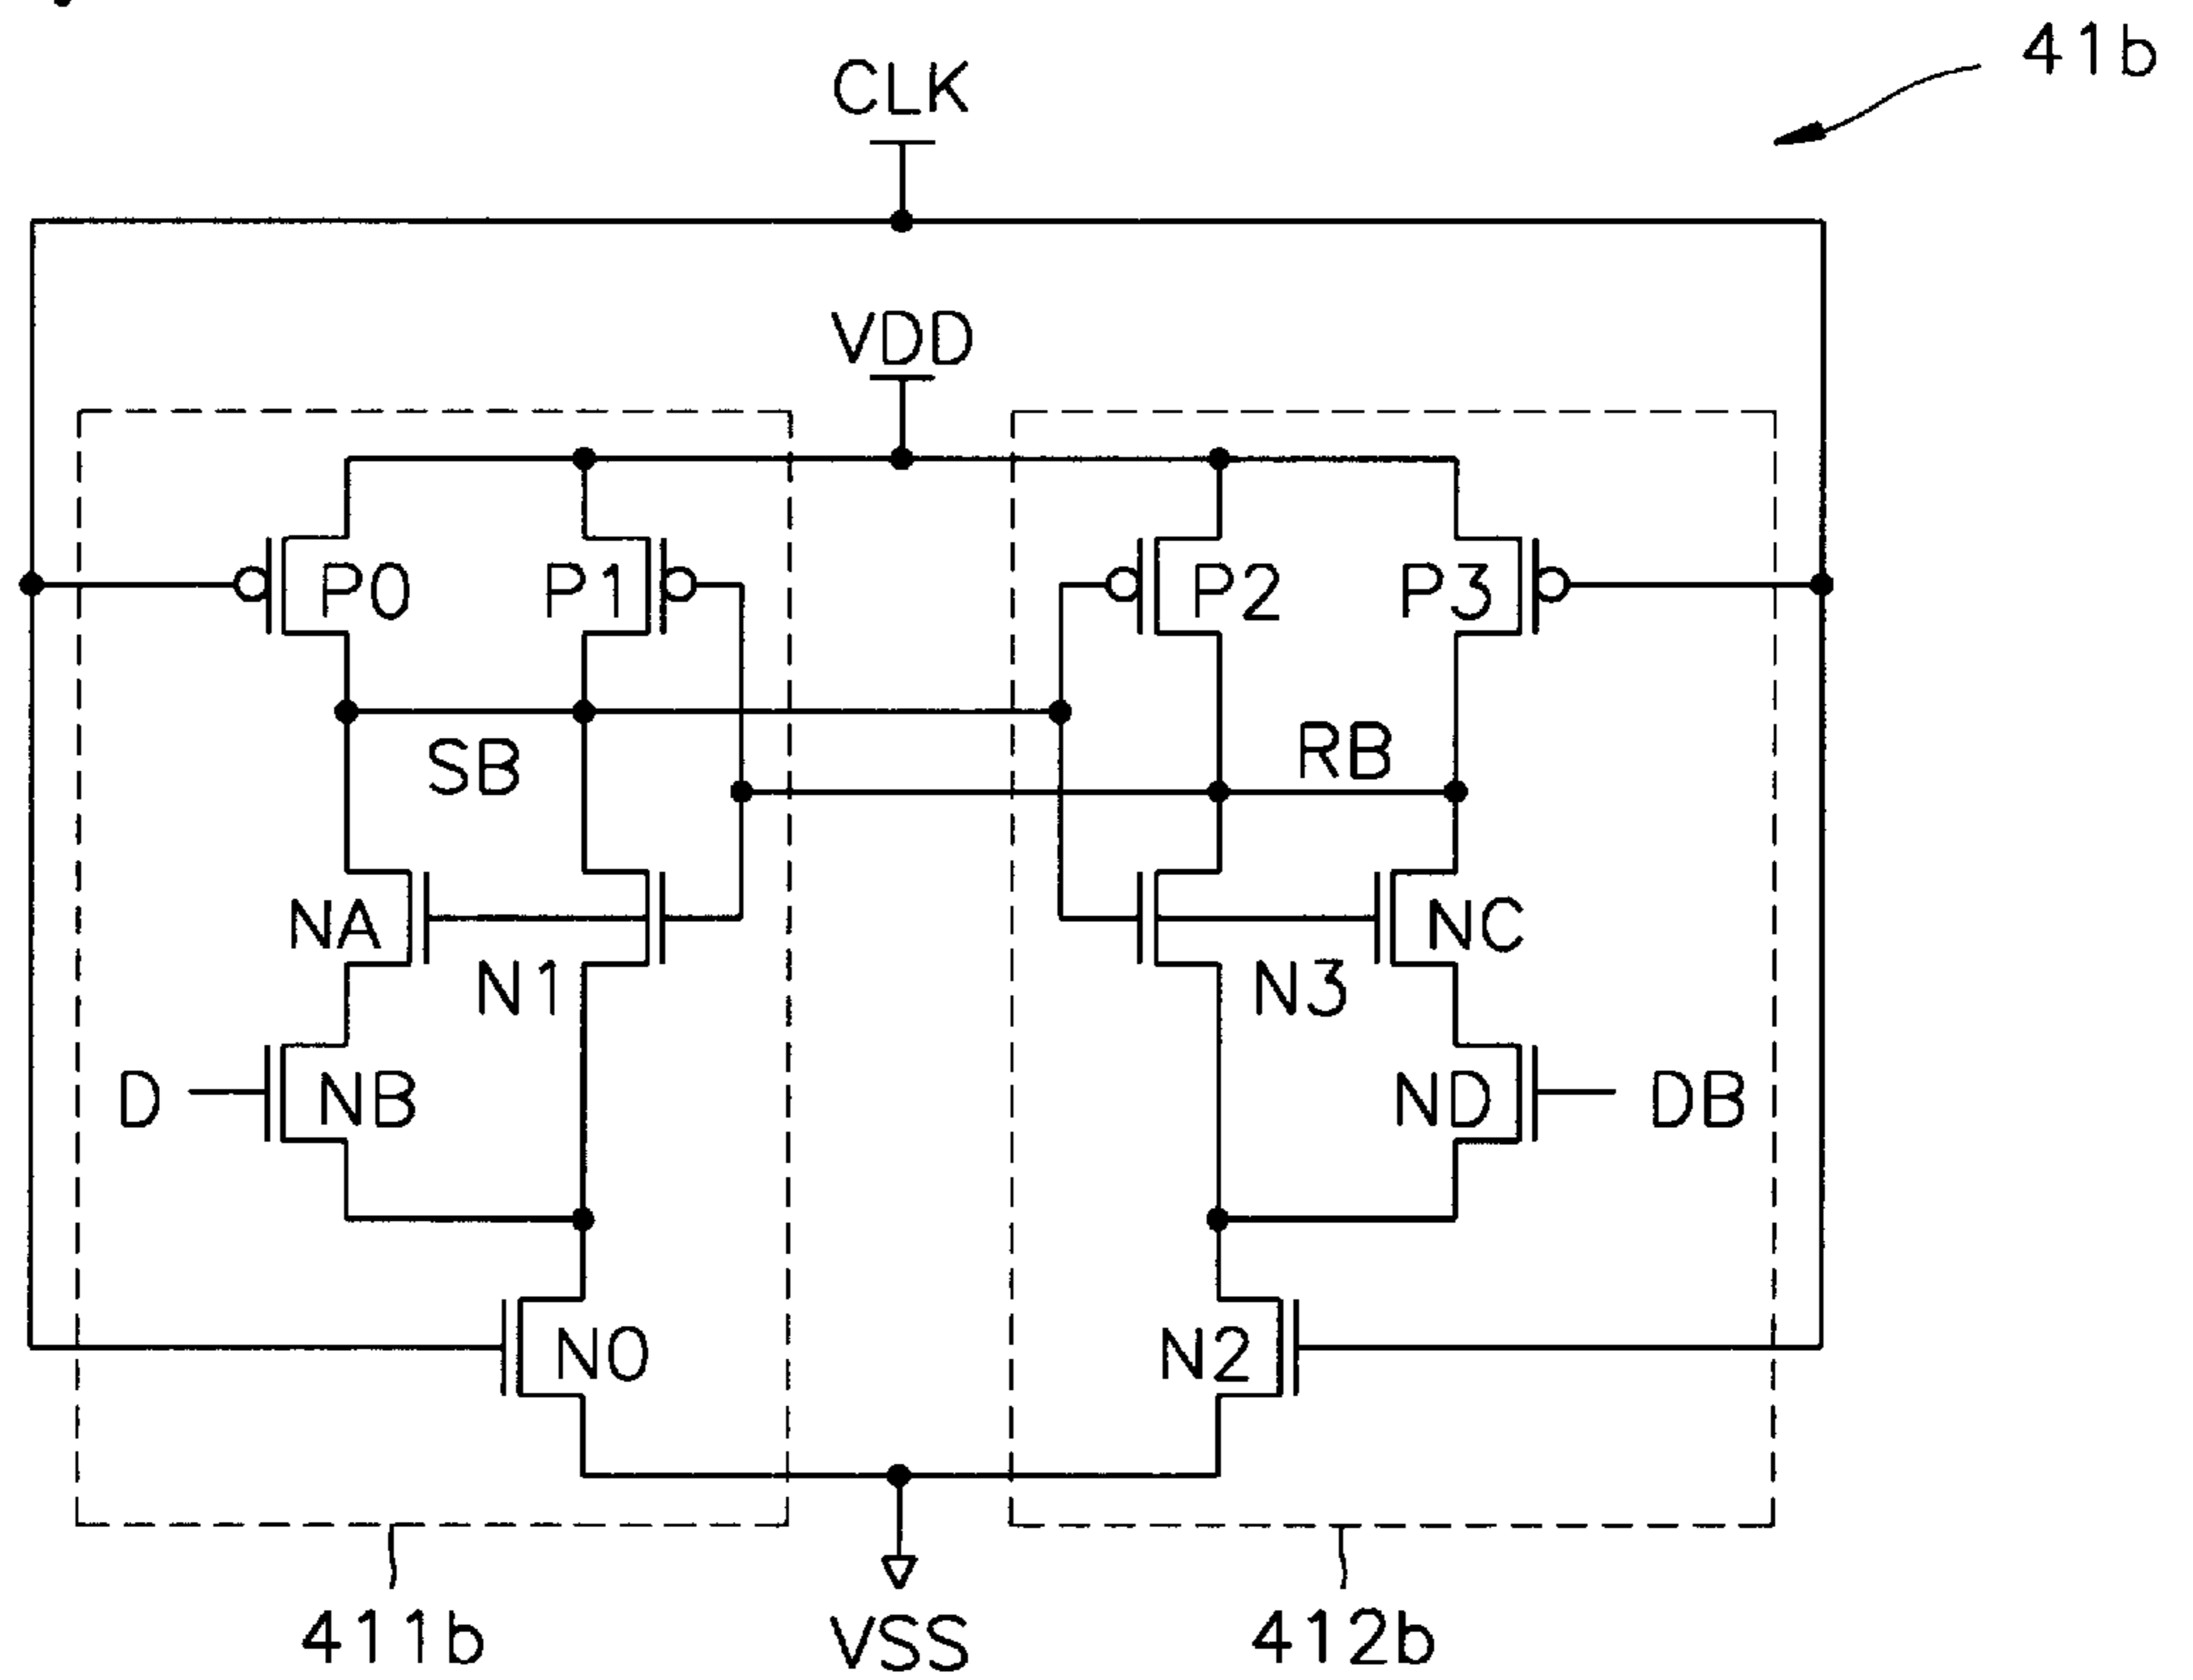 41b
CLK
VDD
P0 P1 P2 P3
SB RB
NA N1 N3 NC
D NB ND DB
N0 N2
411b VSS 412b